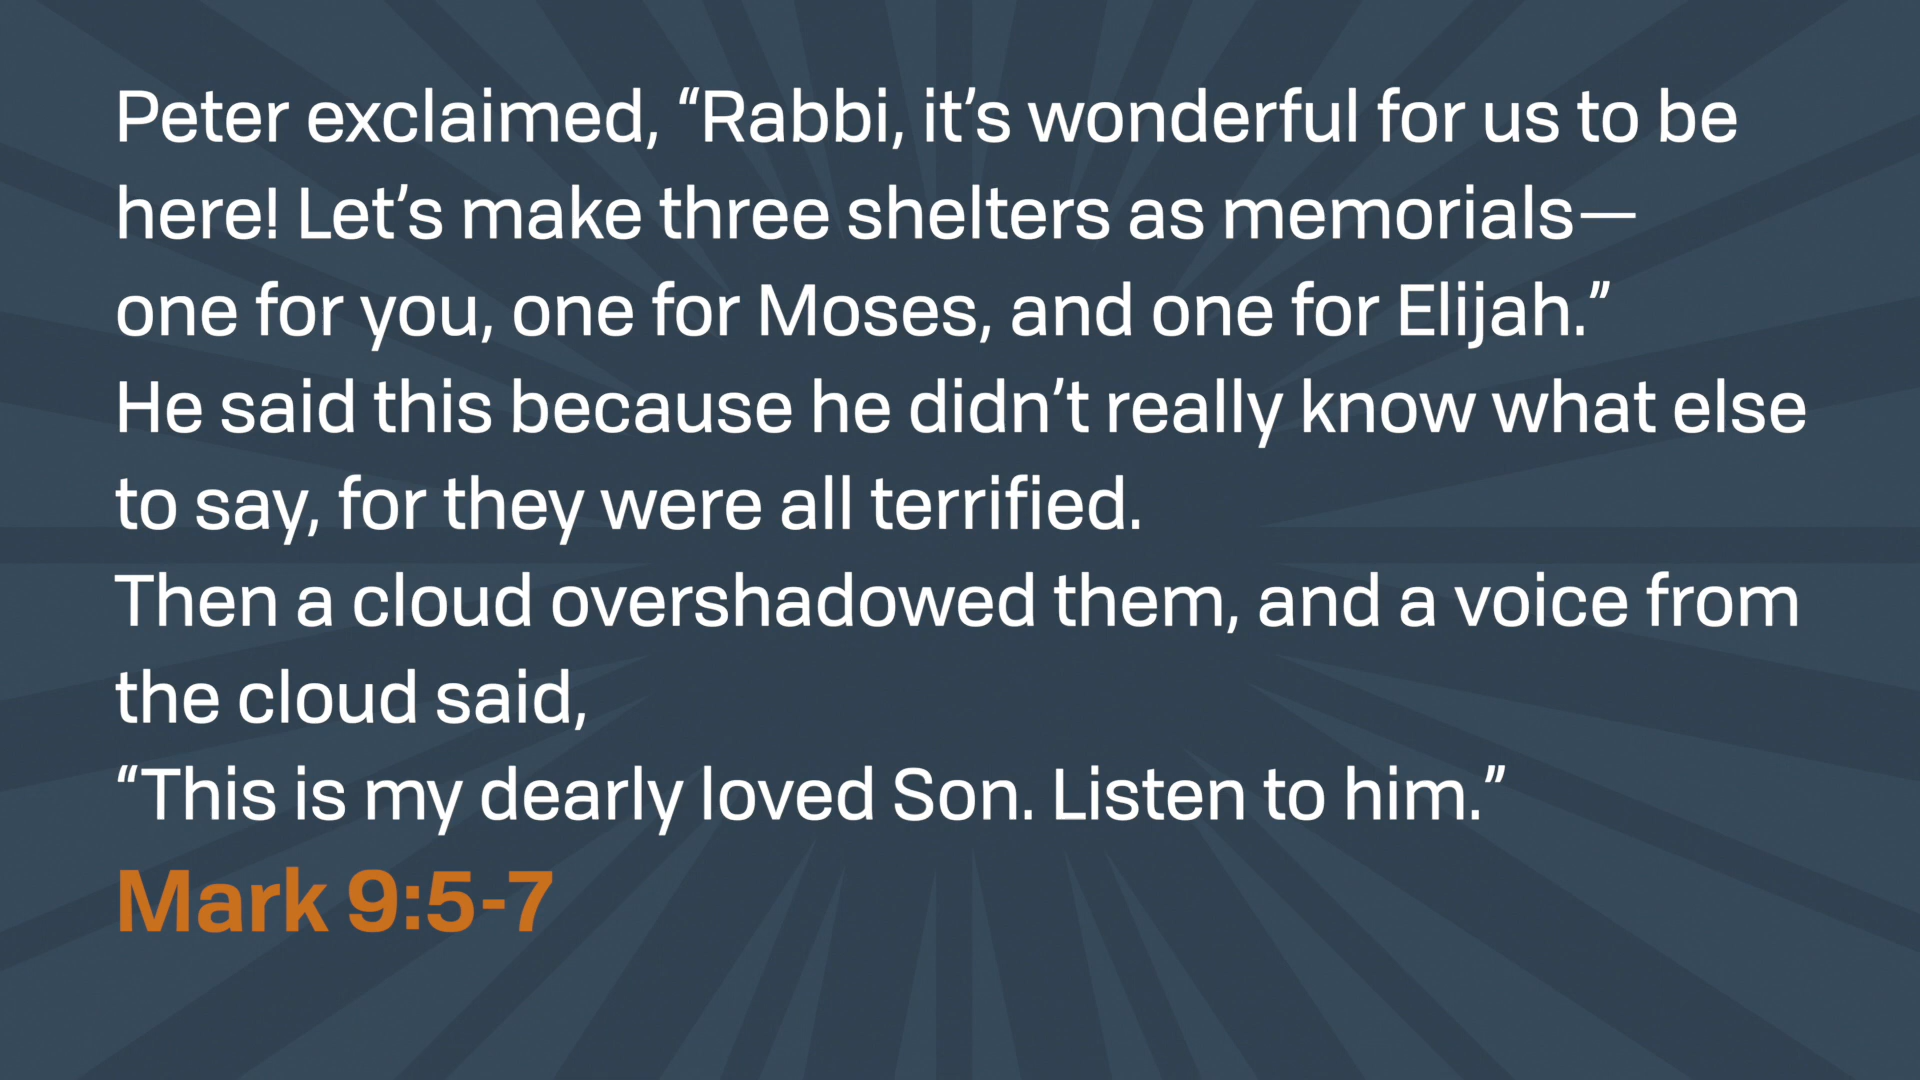 Peter exclaimed, “Rabbi, it’s wonderful for us to be
here! Let’s make three shelters as memorials—
one for you, one for Moses, and one for Elijah.”
He said this because he didn’t really know what else
to say, for they were all terrified.
Then a cloud overshadowed them, and a voice from
the cloud said,
“This is my dearly loved Son. Listen to him.”
Mark 9:5-7